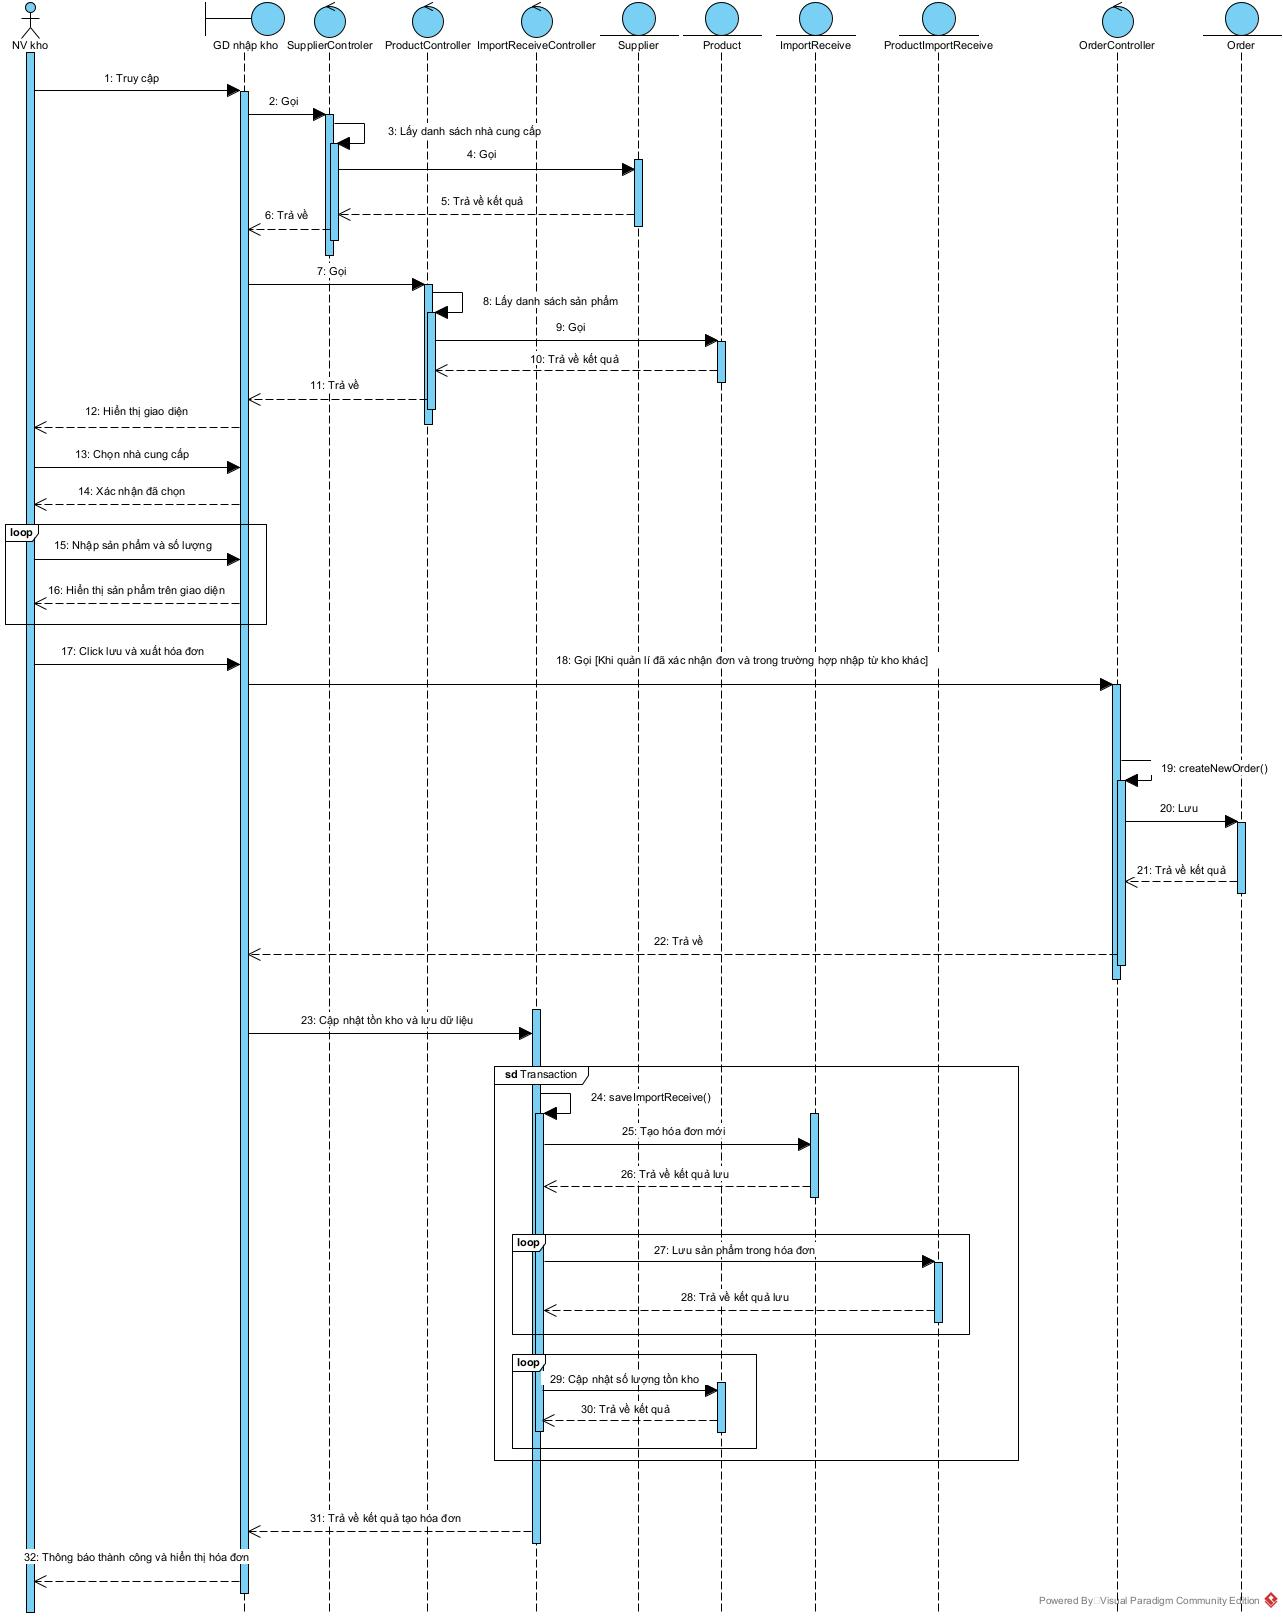 NV kho
GD nhập kho
SupplierControler
ProductController
ImportReceiveController
Supplier
Product
ImportReceive
ProductImportReceive
OrderController
Order
1: Truy cập
2: Gọi
3: Lấy danh sách nhà cung cấp
4: Gọi
5: Trả về kết quả
6: Trả về
7: Gọi
8: Lấy danh sách sản phẩm
9: Gọi
10: Trả về kết quả
11: Trả về
12: Hiển thị giao diện
13: Chọn nhà cung cấp
14: Xác nhận đã chọn
loop
15: Nhập sản phẩm và số lượng
16: Hiển thị sản phẩm trên giao diện
17: Click lưu và xuất hóa đơn
18: Gọi [Khi quản lí đã xác nhận đơn và trong trường hợp nhập từ kho khác]
19: createNewOrder()
20: Lưu
21: Trả về kết quả
22: Trả về
23: Cập nhật tồn kho và lưu dữ liệu
sd Transaction
24: saveImportReceive()
25: Tạo hóa đơn mới
26: Trả về kết quả lưu
loop
27: Lưu sản phẩm trong hóa đơn
28: Trả về kết quả lưu
loop
29: Cập nhật số lượng tồn kho
30: Trả về kết quả
31: Trả về kết quả tạo hóa đơn
32: Thông báo thành công và hiển thị hóa đơn
Powered By Visual Paradigm Community Edition